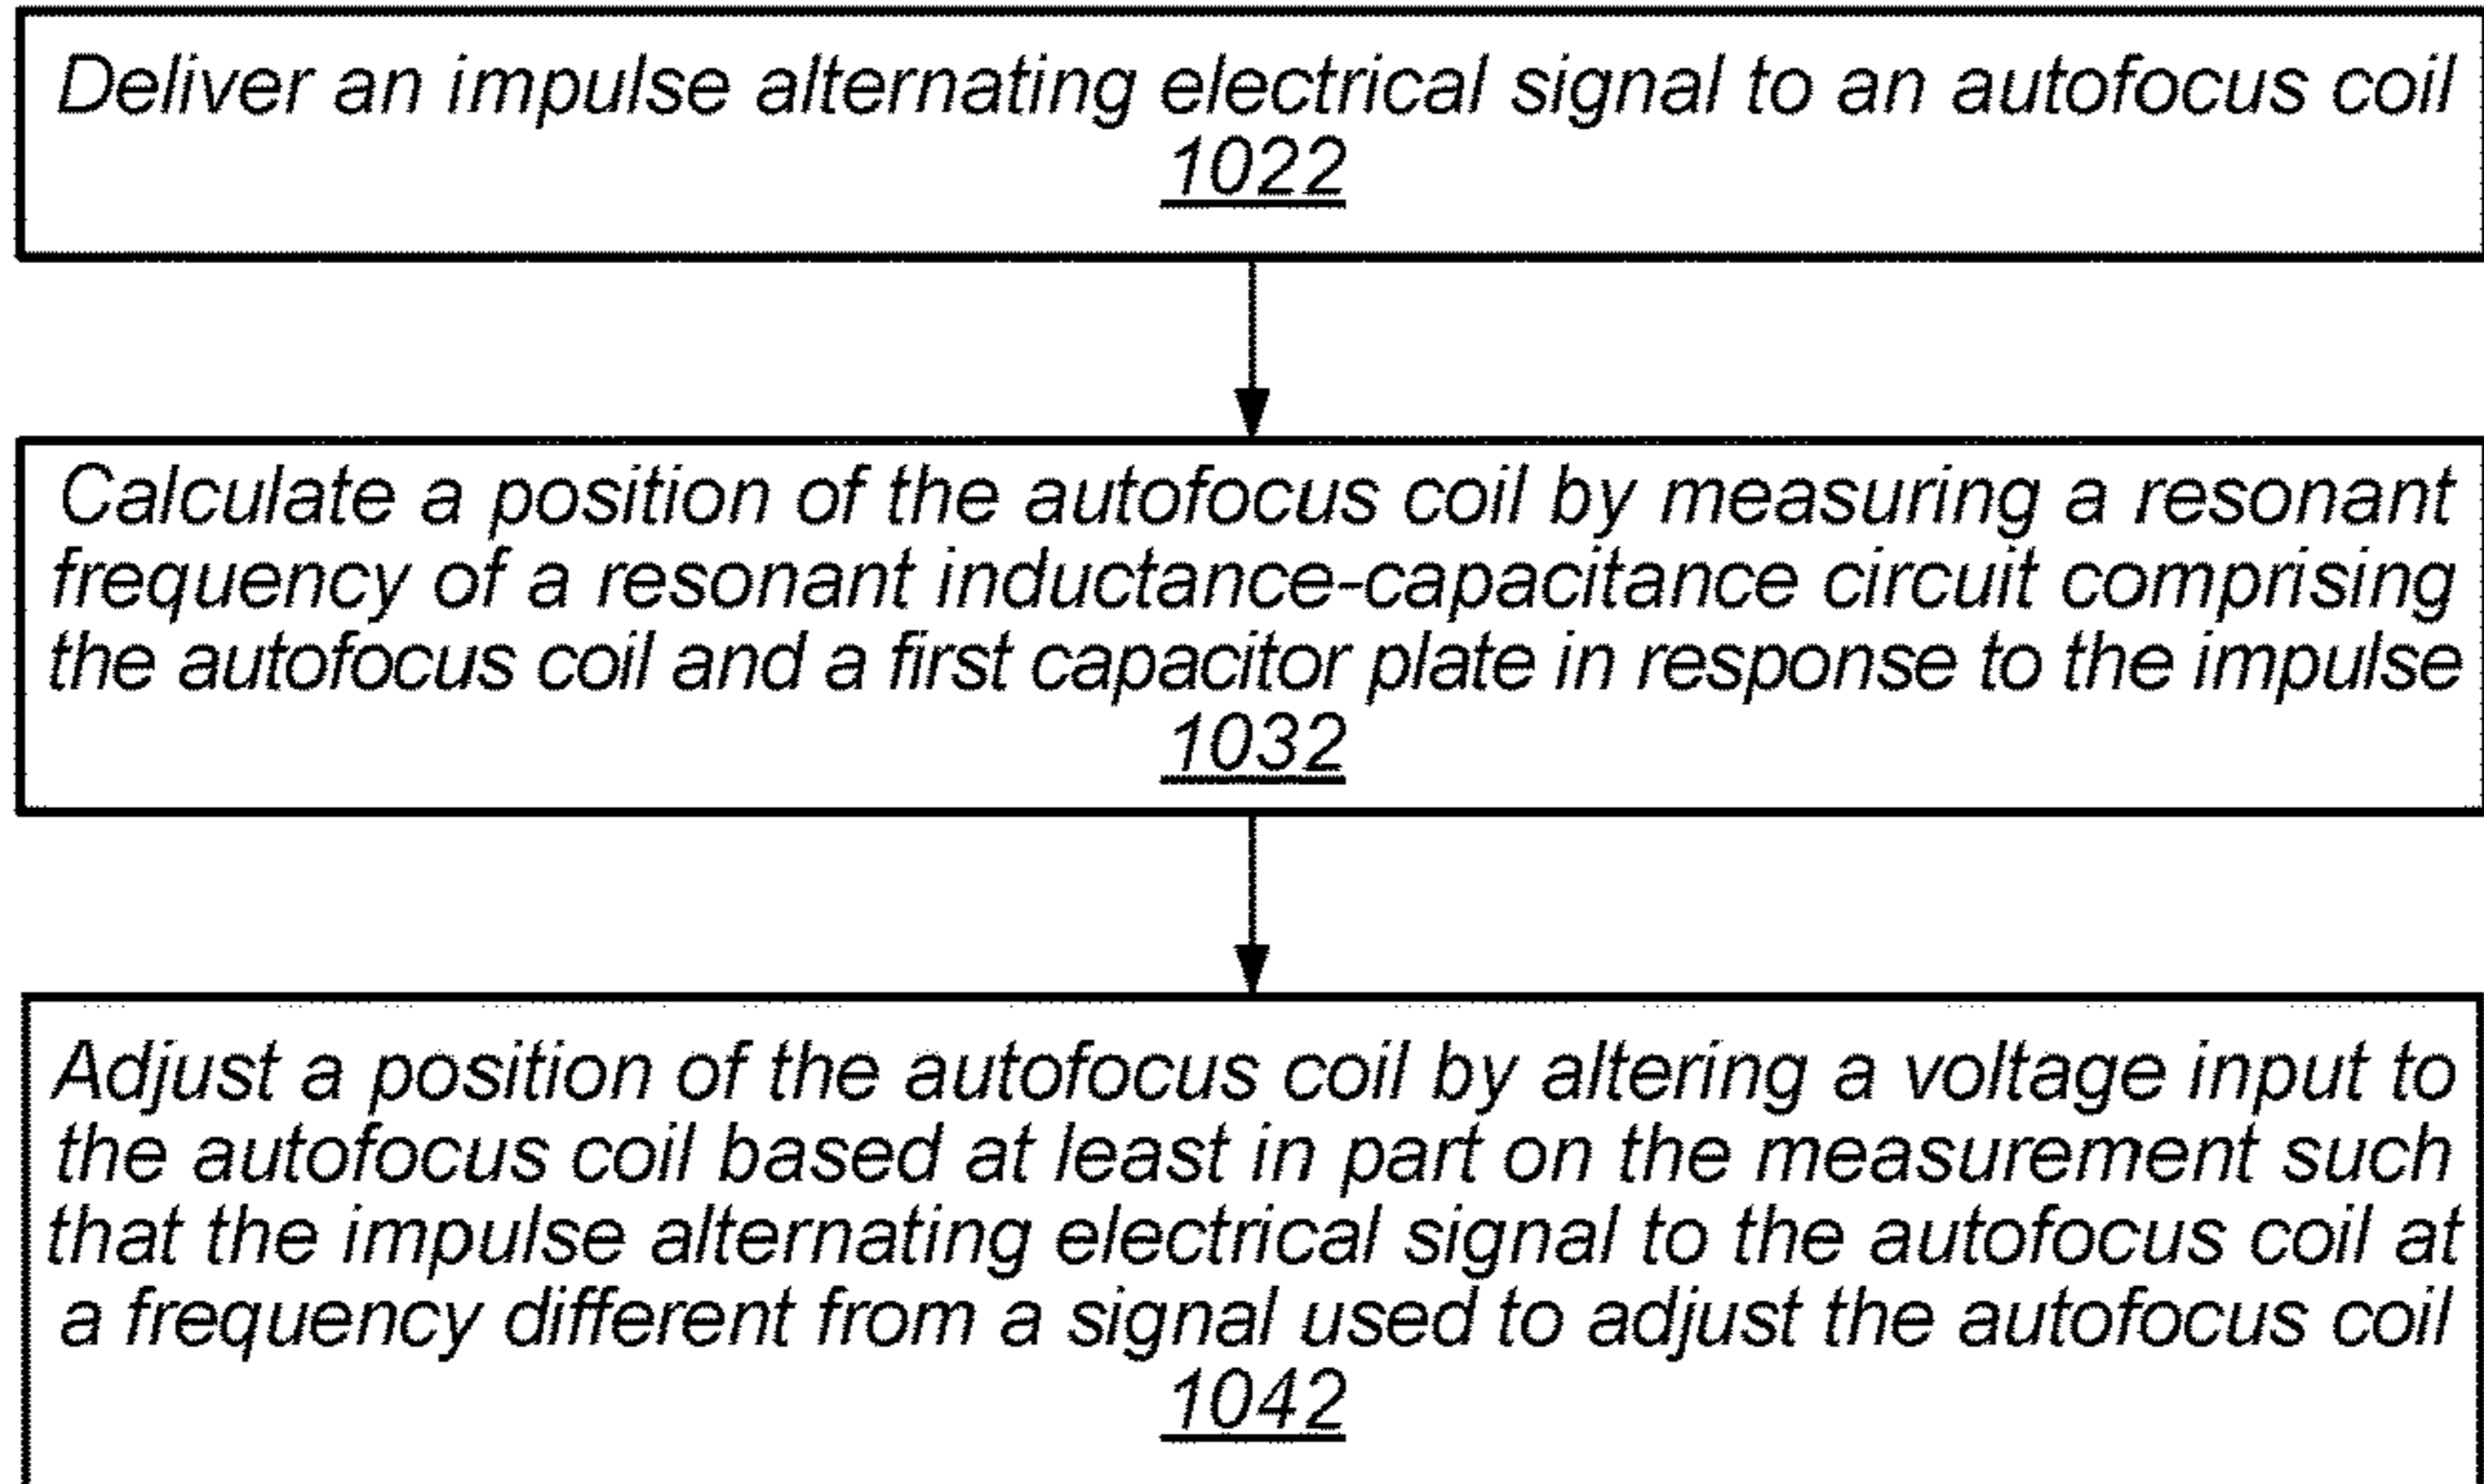 Deliver an impulse alternating electrical signal to an autofocus coil
1022
Calculate a position of the autofocus coil by measuring a resonant
frequency of a resonant inductance-capacitance circuit comprising
the autofocus coil and a first capacitor plate in response to the impulse
1032
Adjust a position of the autofocus coil by altering a voltage input to
the autofocus coil based at least in part on the measurement such
that the impulse alternating electrical signal to the autofocus coil at
a frequency different from a signal used to adjust the autofocus coil
1042